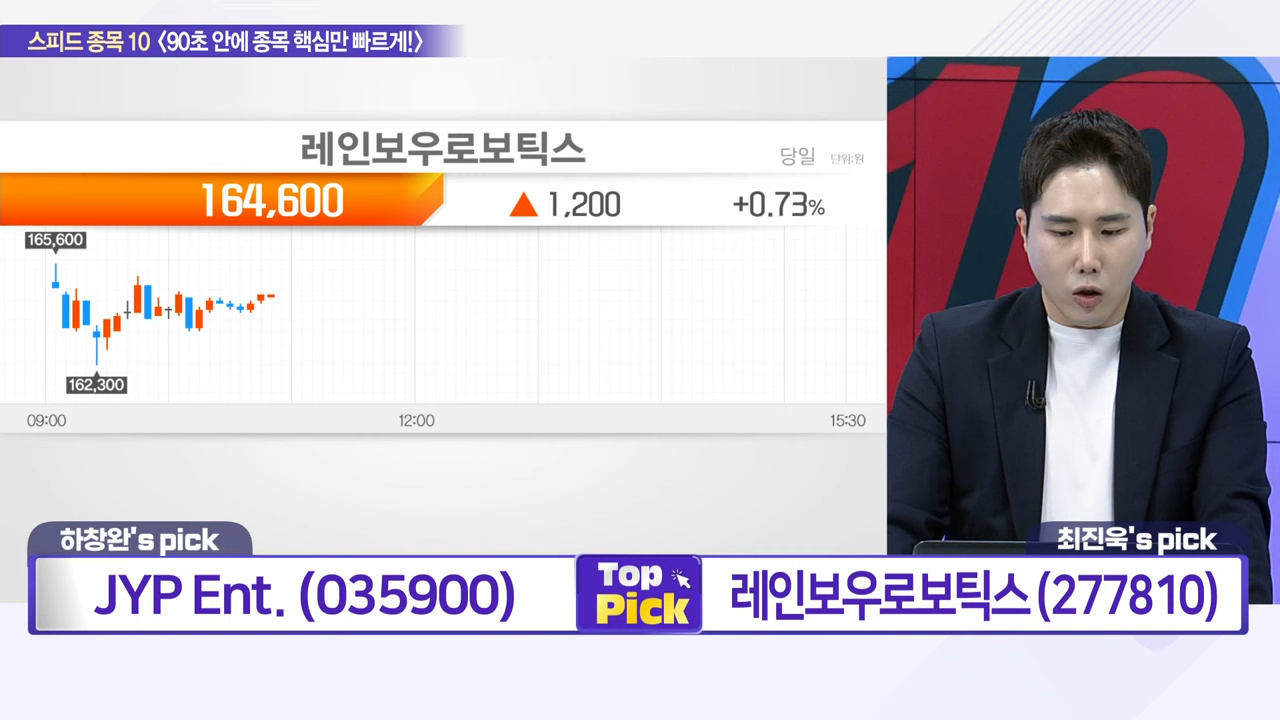 스피드 종목 10 〈90초 안에 종목 핵심만 빠르게!〉
레인보우로보틱스
당일 단위:원
164,600 ▲ 1,200 +0.73%
165,600
162,300
09:00 12:00 15:30
10
하창완's pick
최진욱's pick
JYP Ent. (035900)
Top Pick
레인보우로보틱스 (277810)